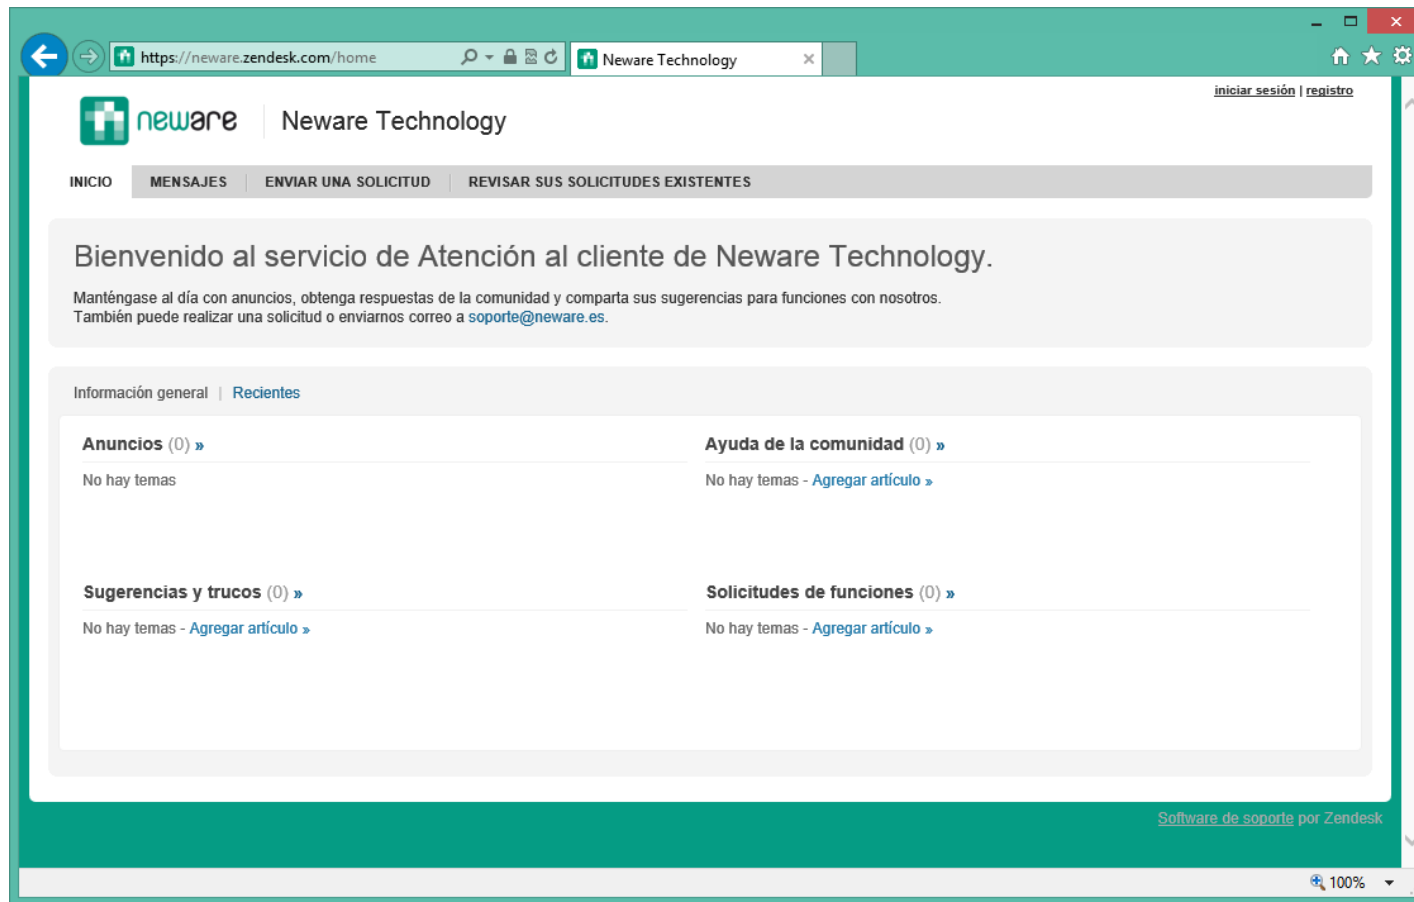 https://neware.zendesk.com/home
Neware Technology
iniciar sesión | registro
neware
Neware Technology
INICIO
MENSAJES
ENVIAR UNA SOLICITUD
REVISAR SUS SOLICITUDES EXISTENTES
Bienvenido al servicio de Atención al cliente de Neware Technology.
Manténgase al día con anuncios, obtenga respuestas de la comunidad y comparta sus sugerencias para funciones con nosotros.
También puede realizar una solicitud o enviarnos correo a soporte@neware.es.
Información general | Recientes
Anuncios (0) »
No hay temas
Ayuda de la comunidad (0) »
No hay temas - Agregar artículo »
Sugerencias y trucos (0) »
No hay temas - Agregar artículo »
Solicitudes de funciones (0) »
No hay temas - Agregar artículo »
Software de soporte por Zendesk
100%